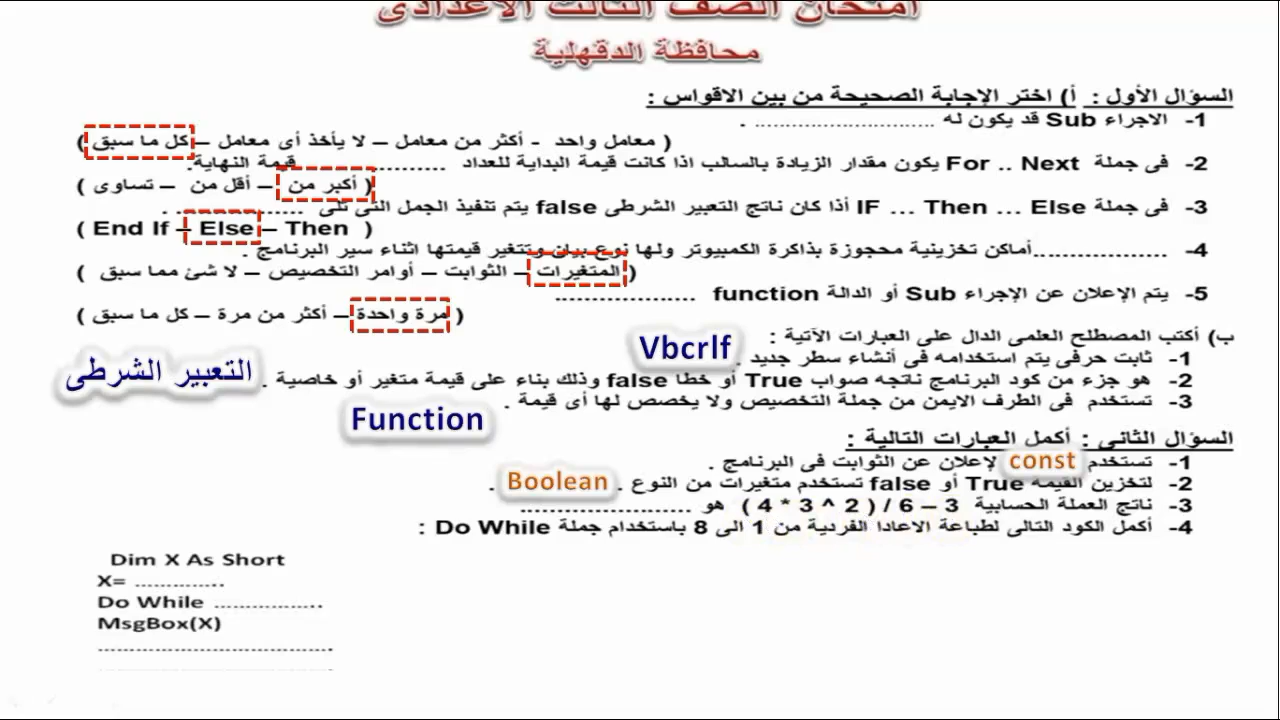 امتحان الصف الثالث الاعدادى
محافظة الدقهلية
السؤال الأول : أ) اختر الإجابة الصحيحة من بين الاقواس :
1- الاجراء Sub قد يكون له .............................. .
( معامل واحد - أكثر من معامل – لا يأخذ أى معامل – كل ما سبق )
2- فى جملة For .. Next يكون مقدار الزيادة بالسالب اذا كانت قيمة البداية للعداد ......................... قيمة النهاية.
( أكبر من – أقل من – تساوى )
3- فى جملة IF … Then … Else أذا كان ناتج التعبير الشرطى false يتم تنفيذ الجمل التى تلى ..................... .
( End If – Else – Then )
4- ......................أماكن تخزينية محجوزة بذاكرة الكمبيوتر ولها نوع بيان وتتغير قيمتها اثناء سير البرنامج .
( المتغيرات – الثوابت – أوامر التخصيص – لا شئ مما سبق )
5- يتم الإعلان عن الإجراء Sub أو الدالة function ......................
( مرة واحدة – أكثر من مرة – كل ما سبق )
ب) أكتب المصطلح العلمى الدال على العبارات الآتية :
1- ثابت حرفى يتم استخدامه فى أنشاء سطر جديد . Vbcrlf
2- هو جزء من كود البرنامج ناتجه صواب True أو خطا false وذلك بناء على قيمة متغير أو خاصية . التعبير الشرطى
3- تستخدم فى الطرف الايمن من جملة التخصيص ولا يخصص لها أى قيمة . Function
السؤال الثانى : أكمل العبارات التالية :
1- تستخدم const لإعلان عن الثوابت فى البرنامج .
2- لتخزين القيمة True أو false تستخدم متغيرات من النوع . Boolean .
3- ناتج العملة الحسابية 3 – 6 / ( 2 ^ 3 * 4 ) هو ...........................
4- أكمل الكود التالى لطباعة الاعادا الفردية من 1 الى 8 باستخدام جملة Do While :
Dim X As Short
X= …………..
Do While ………………..
MsgBox(X)
……………………………………….
……………………………………….